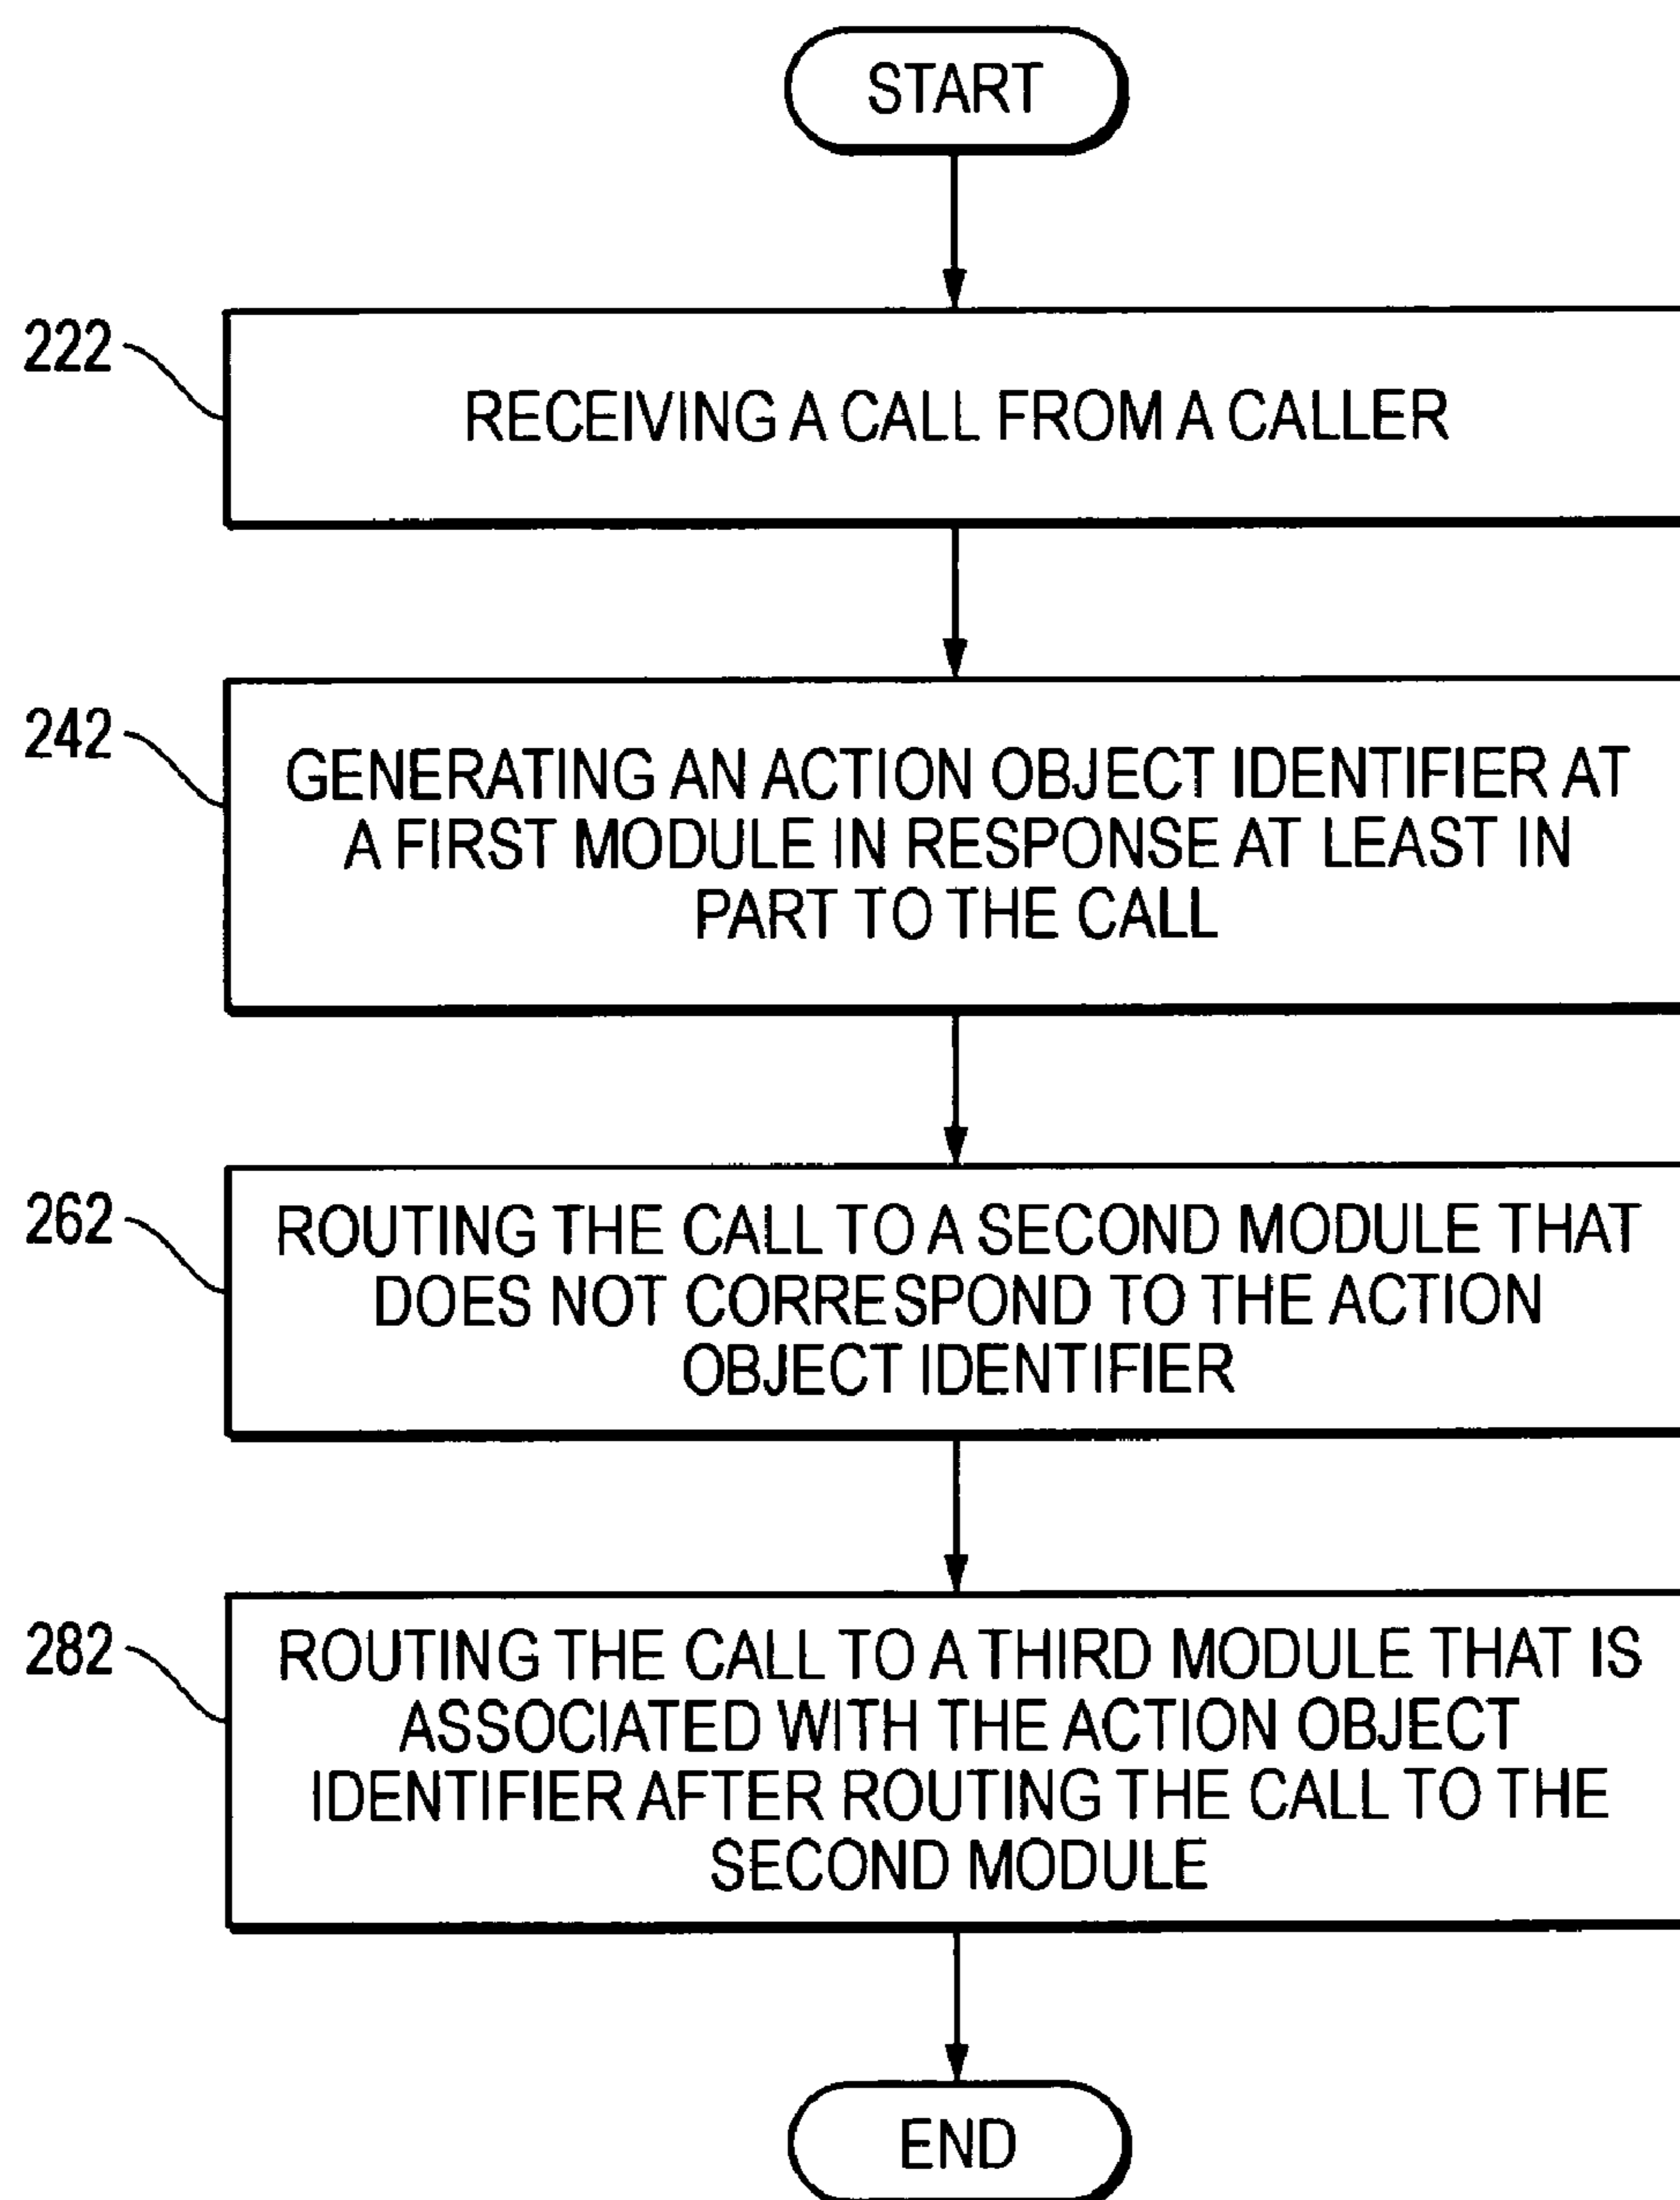 START
222
RECEIVING A CALL FROM A CALLER
242
GENERATING AN ACTION OBJECT IDENTIFIER AT
A FIRST MODULE IN RESPONSE AT LEAST IN
PART TO THE CALL
262
ROUTING THE CALL TO A SECOND MODULE THAT
DOES NOT CORRESPOND TO THE ACTION
OBJECT IDENTIFIER
282
ROUTING THE CALL TO A THIRD MODULE THAT IS
ASSOCIATED WITH THE ACTION OBJECT
IDENTIFIER AFTER ROUTING THE CALL TO THE
SECOND MODULE
END